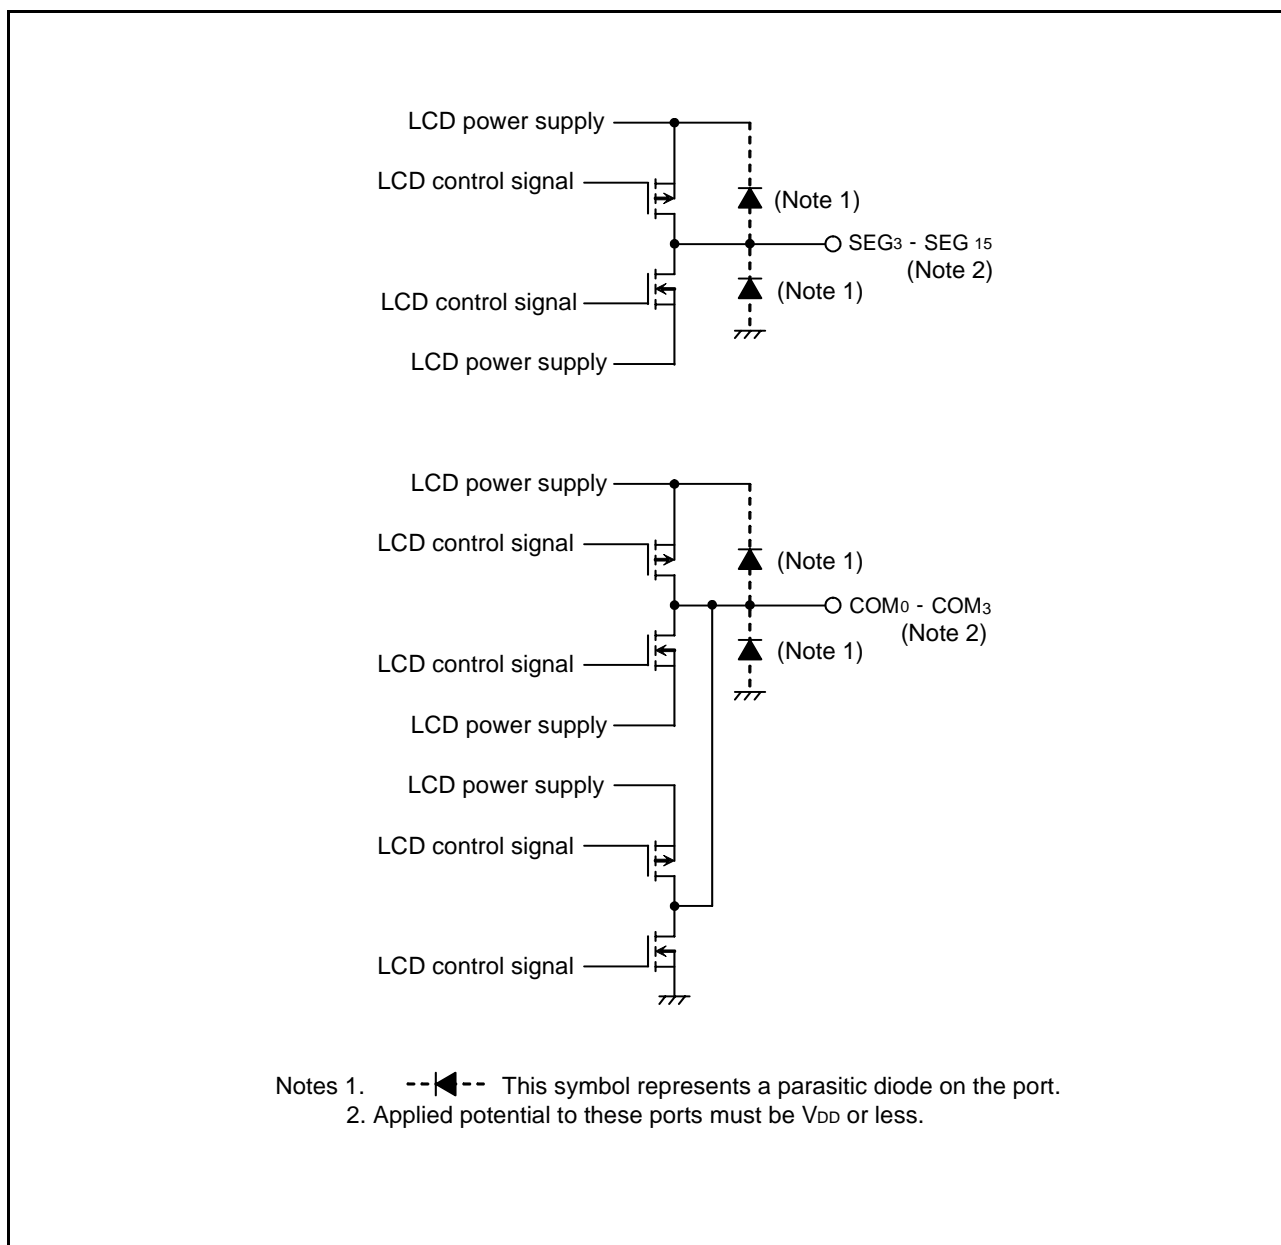 LCD power supply
LCD control signal
(Note 1)
SEG3 - SEG 15
(Note 2)
(Note 1)
LCD control signal
LCD power supply
LCD power supply
LCD control signal
(Note 1)
COM0 - COM3
(Note 2)
(Note 1)
LCD control signal
LCD power supply
LCD power supply
LCD control signal
LCD control signal
Notes 1. This symbol represents a parasitic diode on the port.
2. Applied potential to these ports must be VDD or less.